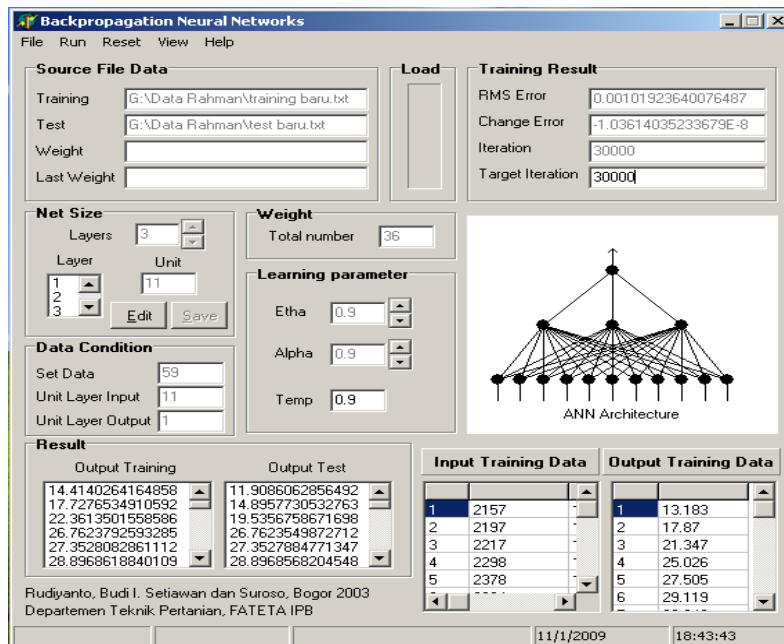 Backpropagation Neural Networks
File Run Reset View Help
Source File Data
Training G:\Data Rahman\training baru.txt
Test G:\Data Rahman\test baru.txt
Weight
Last Weight
Load
Training Result
RMS Error 0.00101923640076487
Change Error -1.03614035233679E-8
Iteration 30000
Target Iteration 30000
Net Size
Layers 3
Layer Unit
1 11
2
3
Edit Save
Weight
Total number 36
Learning parameter
Etha 0.9
Alpha 0.9
Temp 0.9
ANN Architecture
Data Condition
Set Data 59
Unit Layer Input 11
Unit Layer Output 1
Result
Output Training
14.4140264164858
17.7276534910592
22.3613501558586
26.7623792593285
27.3528082861112
28.8968618840109
Output Test
11.9086062856492
14.8957730532763
19.5356758671698
26.7623549872712
27.3527884771347
28.8968568204548
Input Training Data
1 2157
2 2197
3 2217
4 2298
5 2378
Output Training Data
1 13.183
2 17.87
3 21.347
4 25.026
5 27.505
6 29.119
Rudiyanto, Budi I. Setiawan dan Suroso, Bogor 2003
Departemen Teknik Pertanian, FATETA IPB
11/1/2009 18:43:43